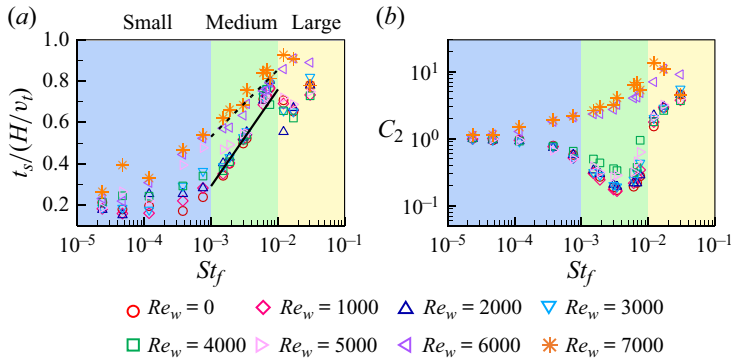 (a) Small Medium Large (b)
1.0
0.8
0.6
0.4
0.2
t_s/(H/v_t)
10^-5 10^-4 10^-3 10^-2 10^-1
St_f
10^1
10^0
10^-1
C_2
10^-5 10^-4 10^-3 10^-2 10^-1
St_f
Re_w = 0 Re_w = 1000 Re_w = 2000 Re_w = 3000
Re_w = 4000 Re_w = 5000 Re_w = 6000 Re_w = 7000